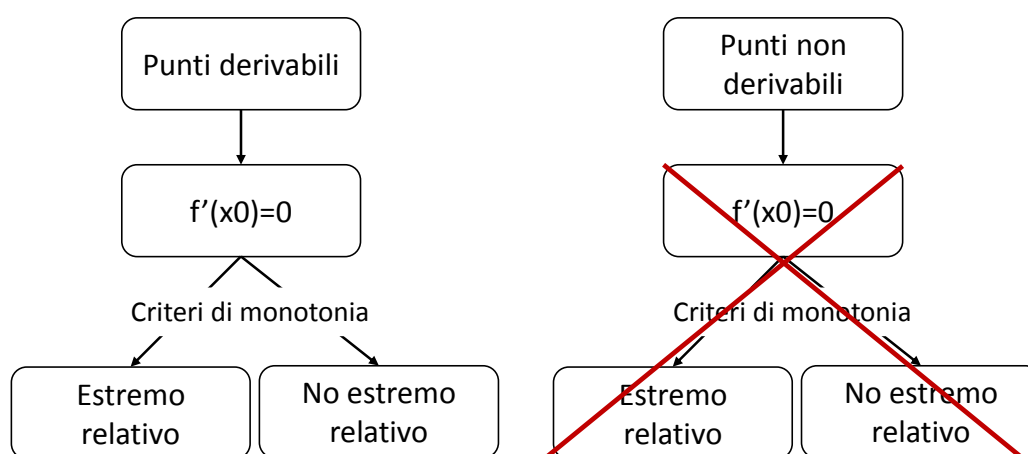 Punti derivabili
f'(x0)=0
Criteri di monotonia
Estremo
relativo
No estremo
relativo
Punti non
derivabili
f'(x0)=0
Criteri di monotonia
Estremo
relativo
No estremo
relativo